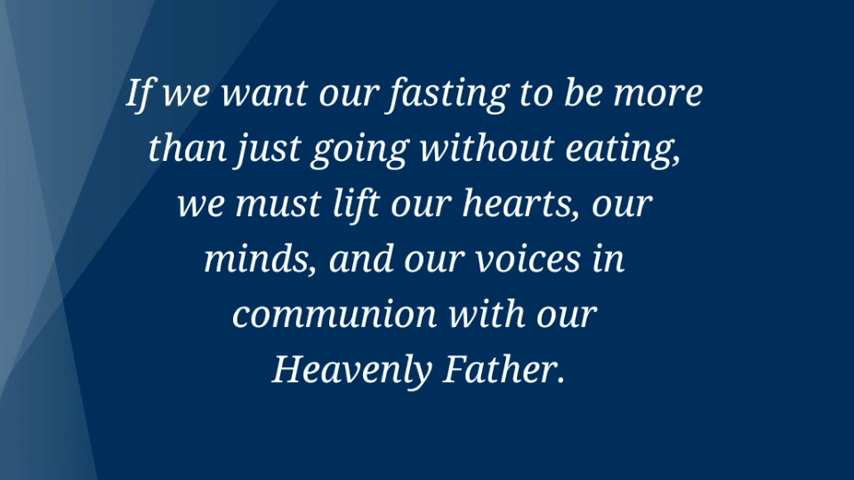 If we want our fasting to be more
than just going without eating,
we must lift our hearts, our
minds, and our voices in
communion with our
Heavenly Father.